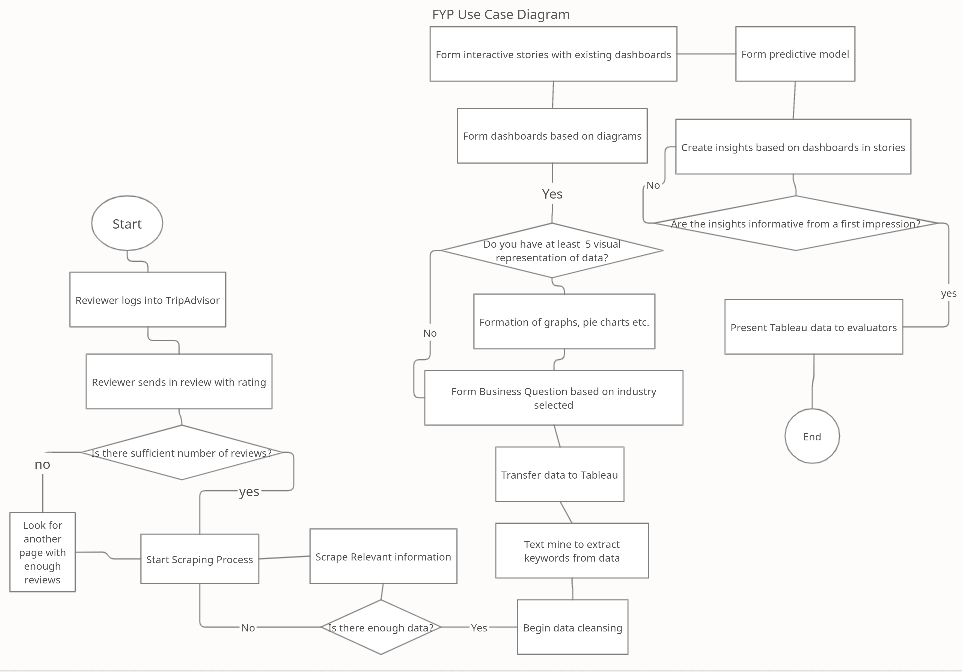 FYP Use Case Diagram
Form interactive stories with existing dashboards
Form predictive model
Form dashboards based on diagrams
Create insights based on dashboards in stories
No
Yes
Start
Are the insights informative from a first impression?
Do you have at least 5 visual
representation of data?
Reviewer logs into TripAdvisor
yes
Formation of graphs, pie charts etc.
Present Tableau data to evaluators
No
Reviewer sends in review with rating
Form Business Question based on industry
selected
End
Is there sufficient number of reviews?
no
Transfer data to Tableau
yes
Look for
another
page with
enough
reviews
Start Scraping Process
Scrape Relevant information
Text mine to extract
keywords from data
No
Is there enough data?
Yes
Begin data cleansing